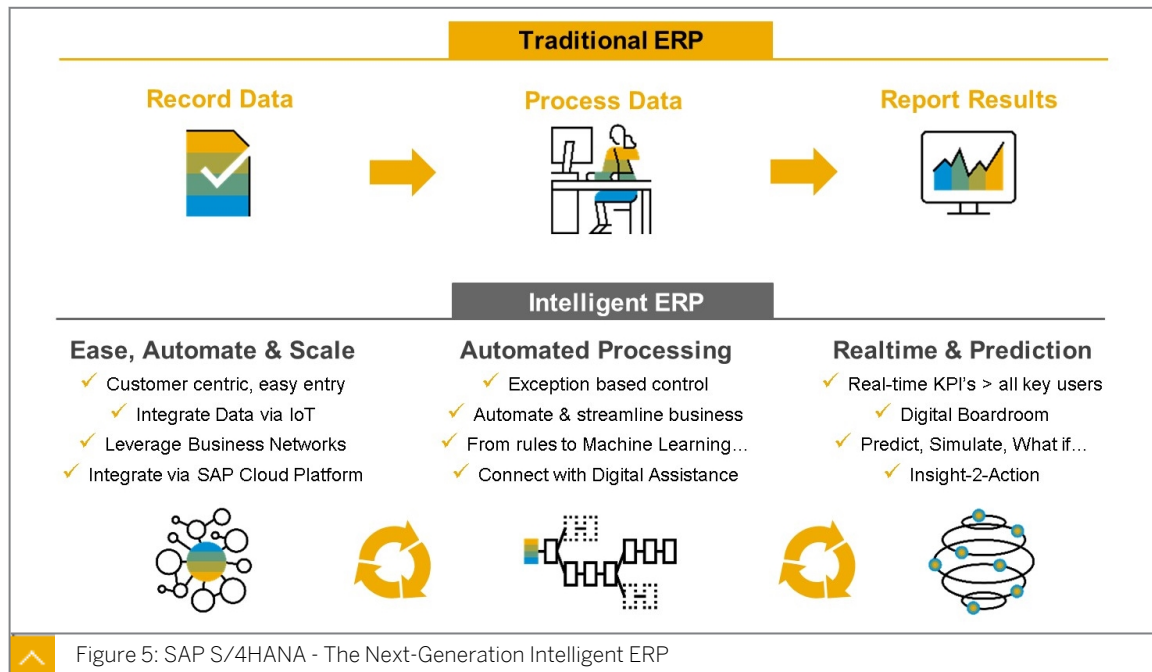 Traditional ERP
Record Data
Process Data
Report Results
Intelligent ERP
Ease, Automate & Scale
Customer centric, easy entry
Integrate Data via IoT
Leverage Business Networks
Integrate via SAP Cloud Platform
Automated Processing
Exception based control
Automate & streamline business
From rules to Machine Learning…
Connect with Digital Assistance
Realtime & Prediction
Real-time KPI's > all key users
Digital Boardroom
Predict, Simulate, What if…
Insight-2-Action
Figure 5: SAP S/4HANA - The Next-Generation Intelligent ERP